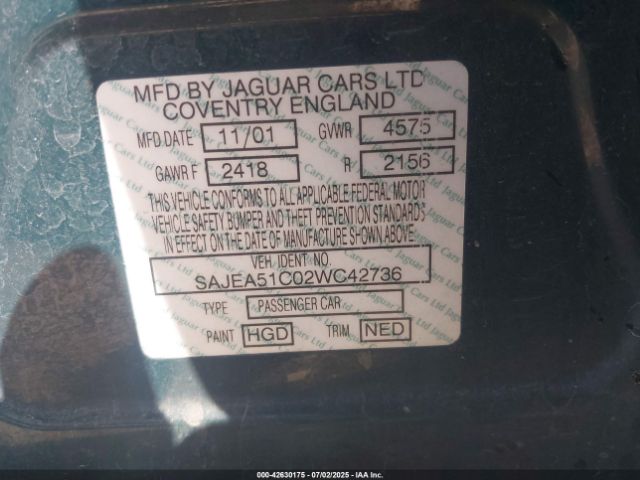 MFD BY JAGUAR CARS LTD
COVENTRY ENGLAND
MFD DATE 11/01 GVWR 4575
GAWR F 2418 R 2156
THIS VEHICLE CONFORMS TO ALL APPLICABLE FEDERAL MOTOR
VEHICLE SAFETY BUMPER AND THEFT PREVENTION STANDARDS
IN EFFECT ON THE DATE OF MANUFACTURE SHOWN ABOVE
VEH. IDENT NO.
SAJEA51C02WC42736
TYPE PASSENGER CAR
PAINT HGD TRIM NED
000-42630175 - 07/02/2025 - IAA Inc.